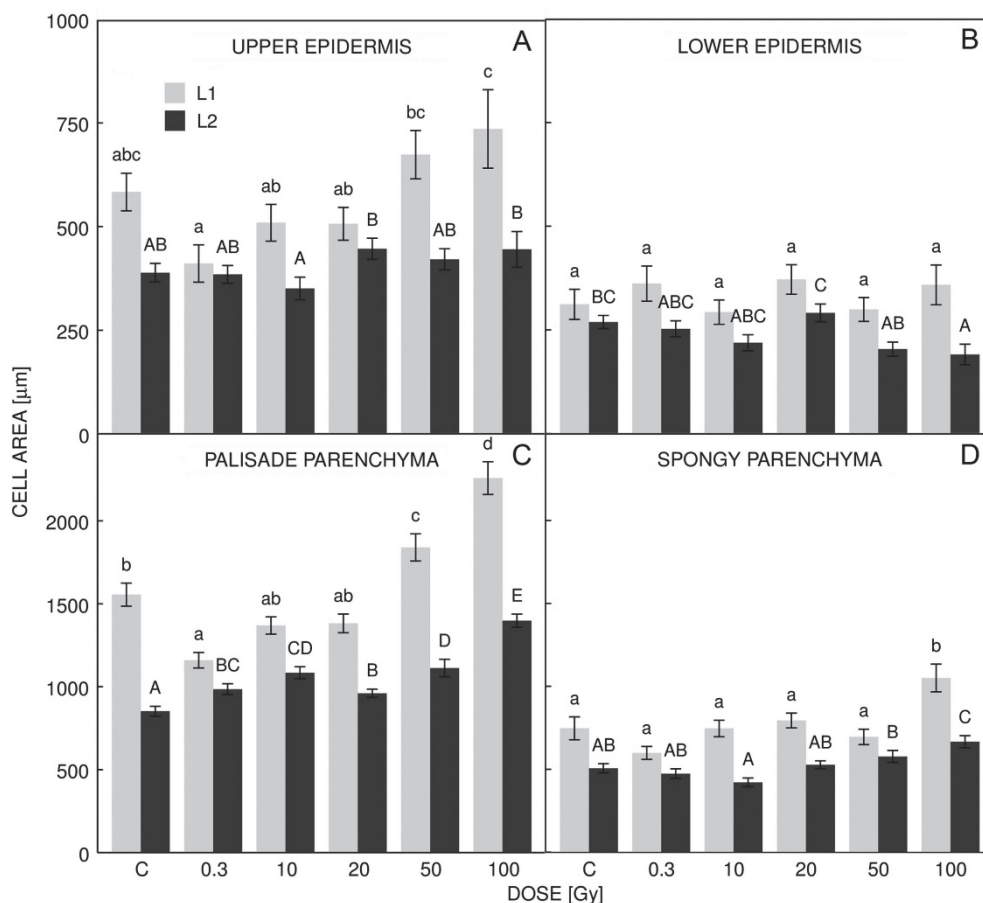 UPPER EPIDERMIS A
LOWER EPIDERMIS B
L1
L2
1000
750
500
250
0
abc
AB
a
AB
ab
A
ab
B
bc
AB
c
B
a
BC
a
ABC
a
ABC
a
C
a
AB
a
A
CELL AREA [µm]
PALISADE PARENCHYMA C
SPONGY PARENCHYMA D
2000
1500
1000
500
0
b
A
a
BC
ab
CD
ab
B
c
D
d
E
a
AB
a
AB
a
A
a
AB
a
B
b
C
C 0.3 10 20 50 100
C 0.3 10 20 50 100
DOSE [Gy]